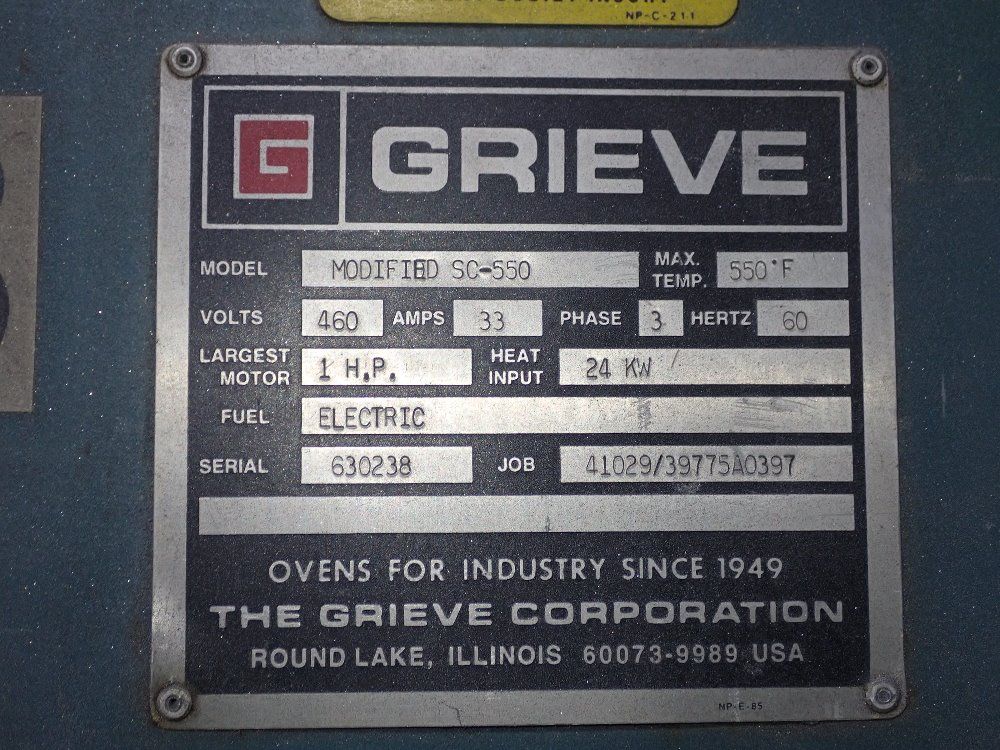 NP-C-211
G GRIEVE
MODEL MODIFIED SC-550 MAX. TEMP. 550°F
VOLTS 460 AMPS 33 PHASE 3 HERTZ 60
LARGEST MOTOR 1 H.P. HEAT INPUT 24 KW
FUEL ELECTRIC
SERIAL 630238 JOB 41029/39775A0397
OVENS FOR INDUSTRY SINCE 1949
THE GRIEVE CORPORATION
ROUND LAKE, ILLINOIS 60073-9989 USA
NP-E-85